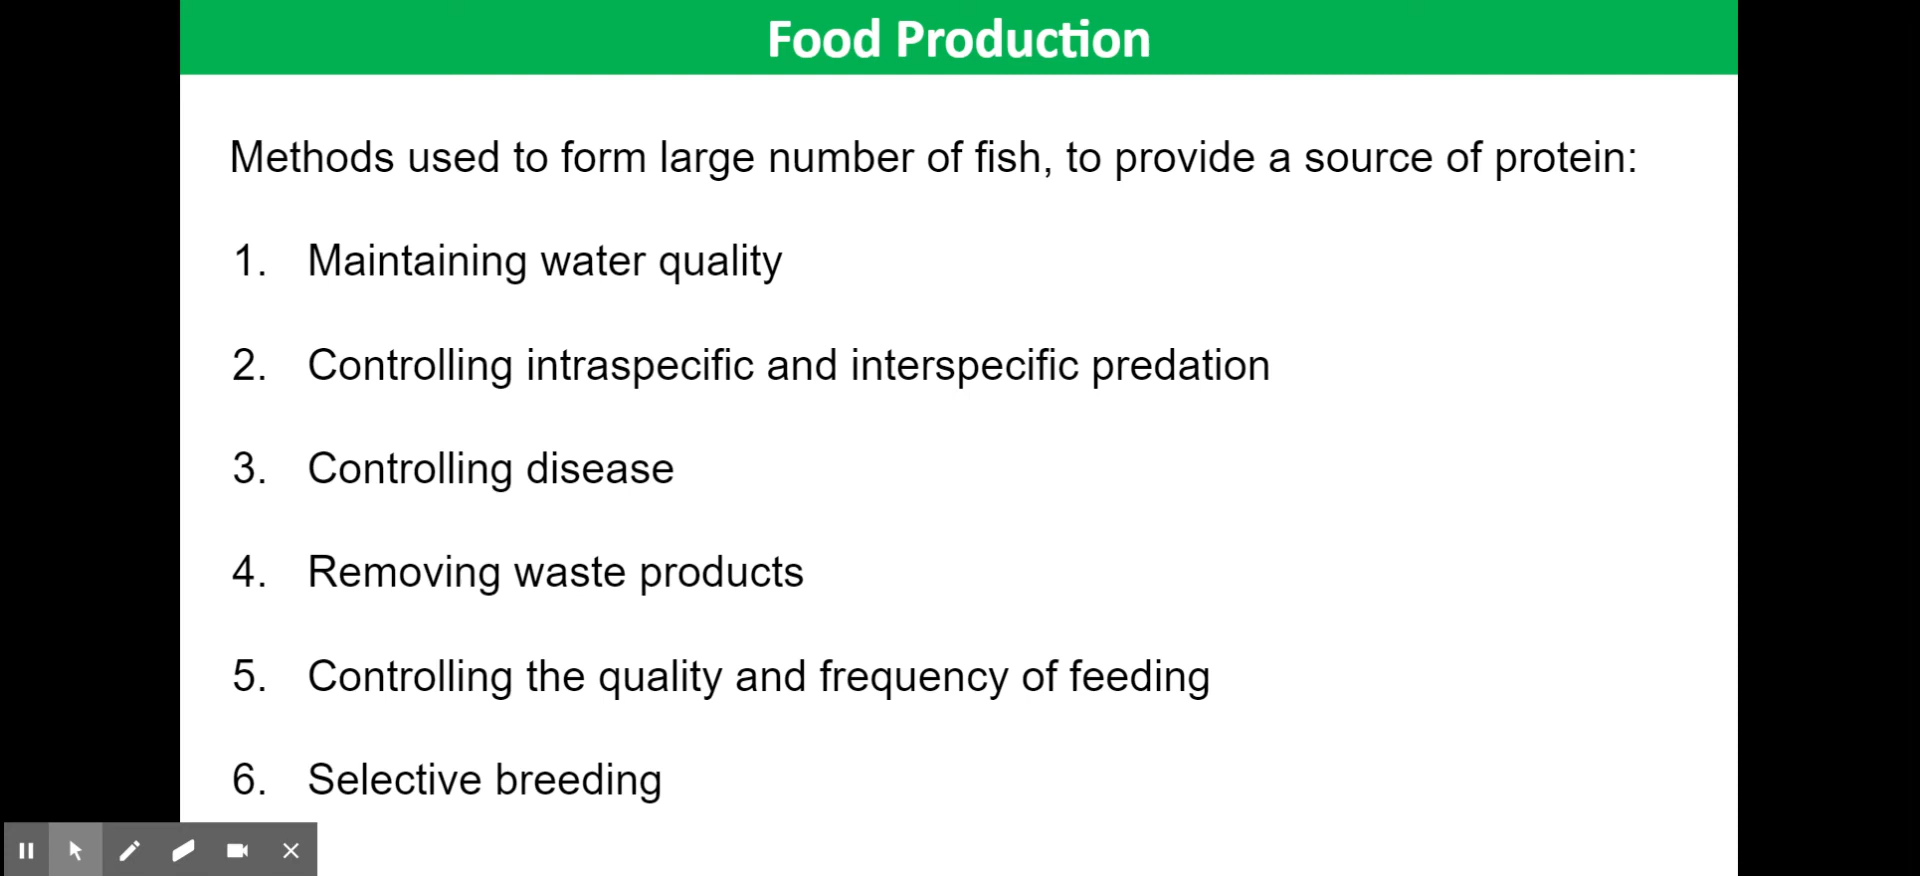 Food Production
Methods used to form large number of fish, to provide a source of protein:
1. Maintaining water quality
2. Controlling intraspecific and interspecific predation
3. Controlling disease
4. Removing waste products
5. Controlling the quality and frequency of feeding
6. Selective breeding